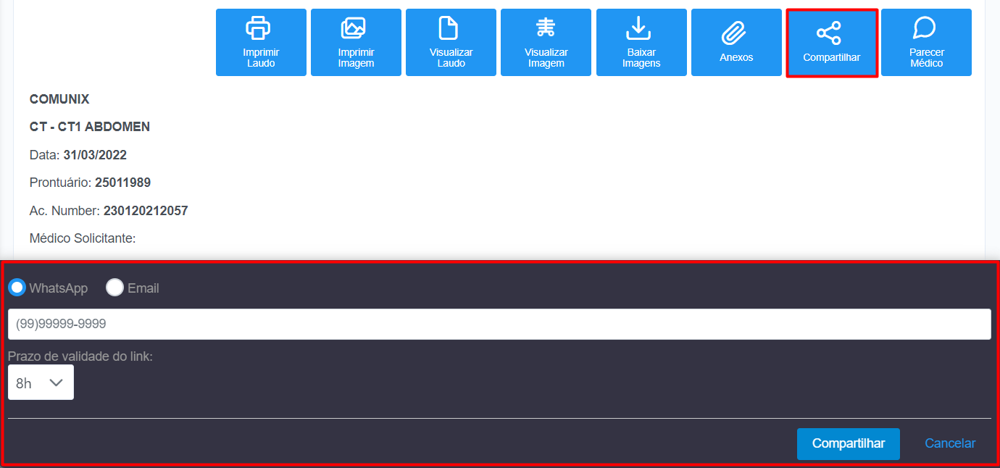 Imprimir
Laudo
Imprimir
Imagem
Visualizar
Laudo
Visualizar
Imagem
Baixar
Imagens
Anexos
Compartilhar
Parecer
Médico
COMUNIX
CT - CT1 ABDOMEN
Data: 31/03/2022
Prontuário: 25011989
Ac. Number: 230120212057
Médico Solicitante:
WhatsApp Email
(99)99999-9999
Prazo de validade do link:
8h
Compartilhar Cancelar